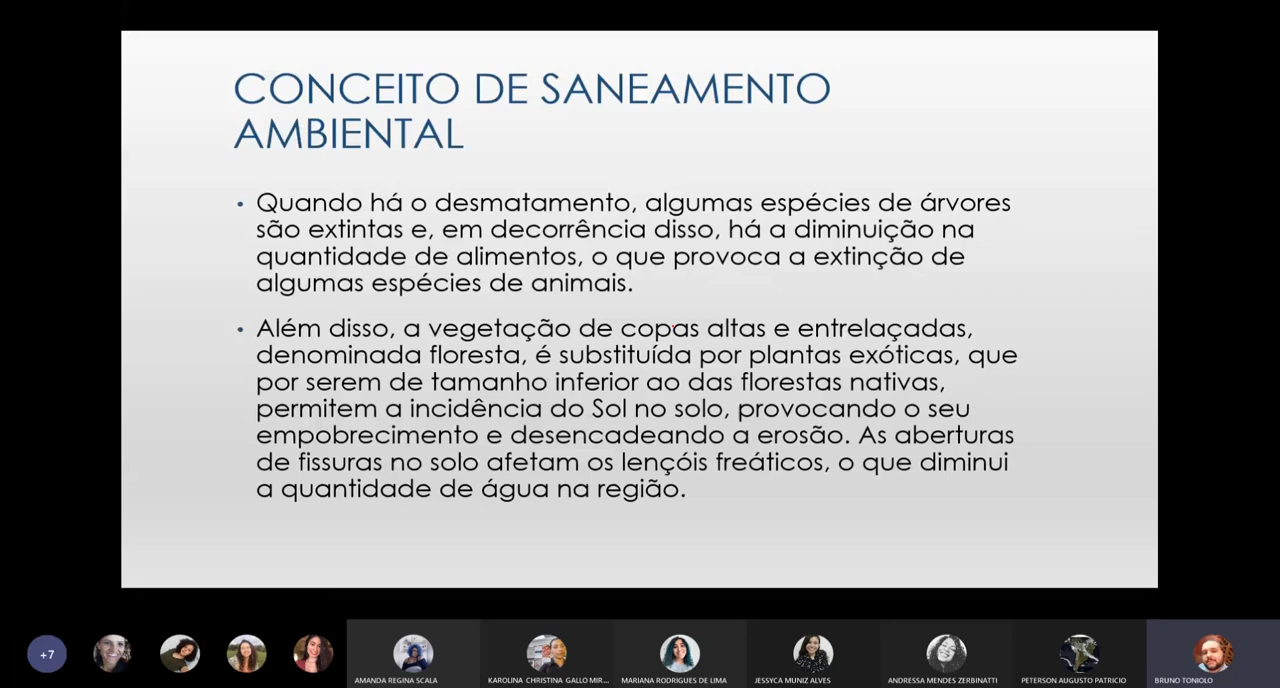 CONCEITO DE SANEAMENTO
AMBIENTAL
• Quando há o desmatamento, algumas espécies de árvores
são extintas e, em decorrência disso, há a diminuição na
quantidade de alimentos, o que provoca a extinção de
algumas espécies de animais.
• Além disso, a vegetação de copas altas e entrelaçadas,
denominada floresta, é substituída por plantas exóticas, que
por serem de tamanho inferior ao das florestas nativas,
permitem a incidência do Sol no solo, provocando o seu
empobrecimento e desencadeando a erosão. As aberturas
de fissuras no solo afetam os lençóis freáticos, o que diminui
a quantidade de água na região.
+7
AMANDA REGINA SCALA
KAROLINA CHRISTINA GALLO MIR...
MARIANA RODRIGUES DE LIMA
JESSYCA MUNIZ ALVES
ANDRESSA MENDES ZERBINATTI
PETERSON AUGUSTO PATRICIO
BRUNO TONIOLO